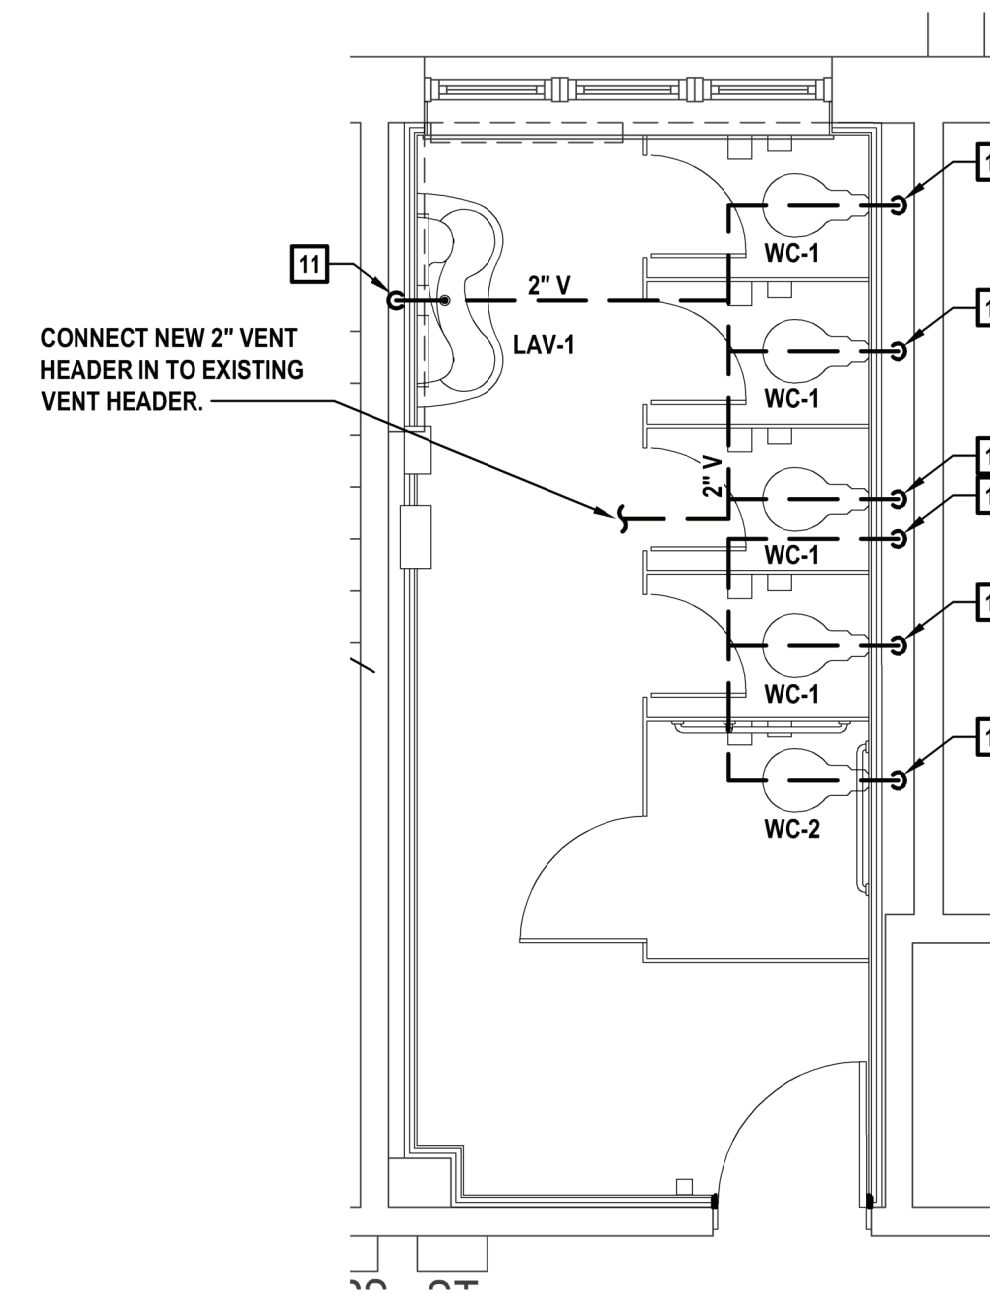 WC-1
11
2" V
CONNECT NEW 2" VENT
HEADER IN TO EXISTING
VENT HEADER.
LAV-1
WC-1
2" V
WC-1
WC-1
WC-2